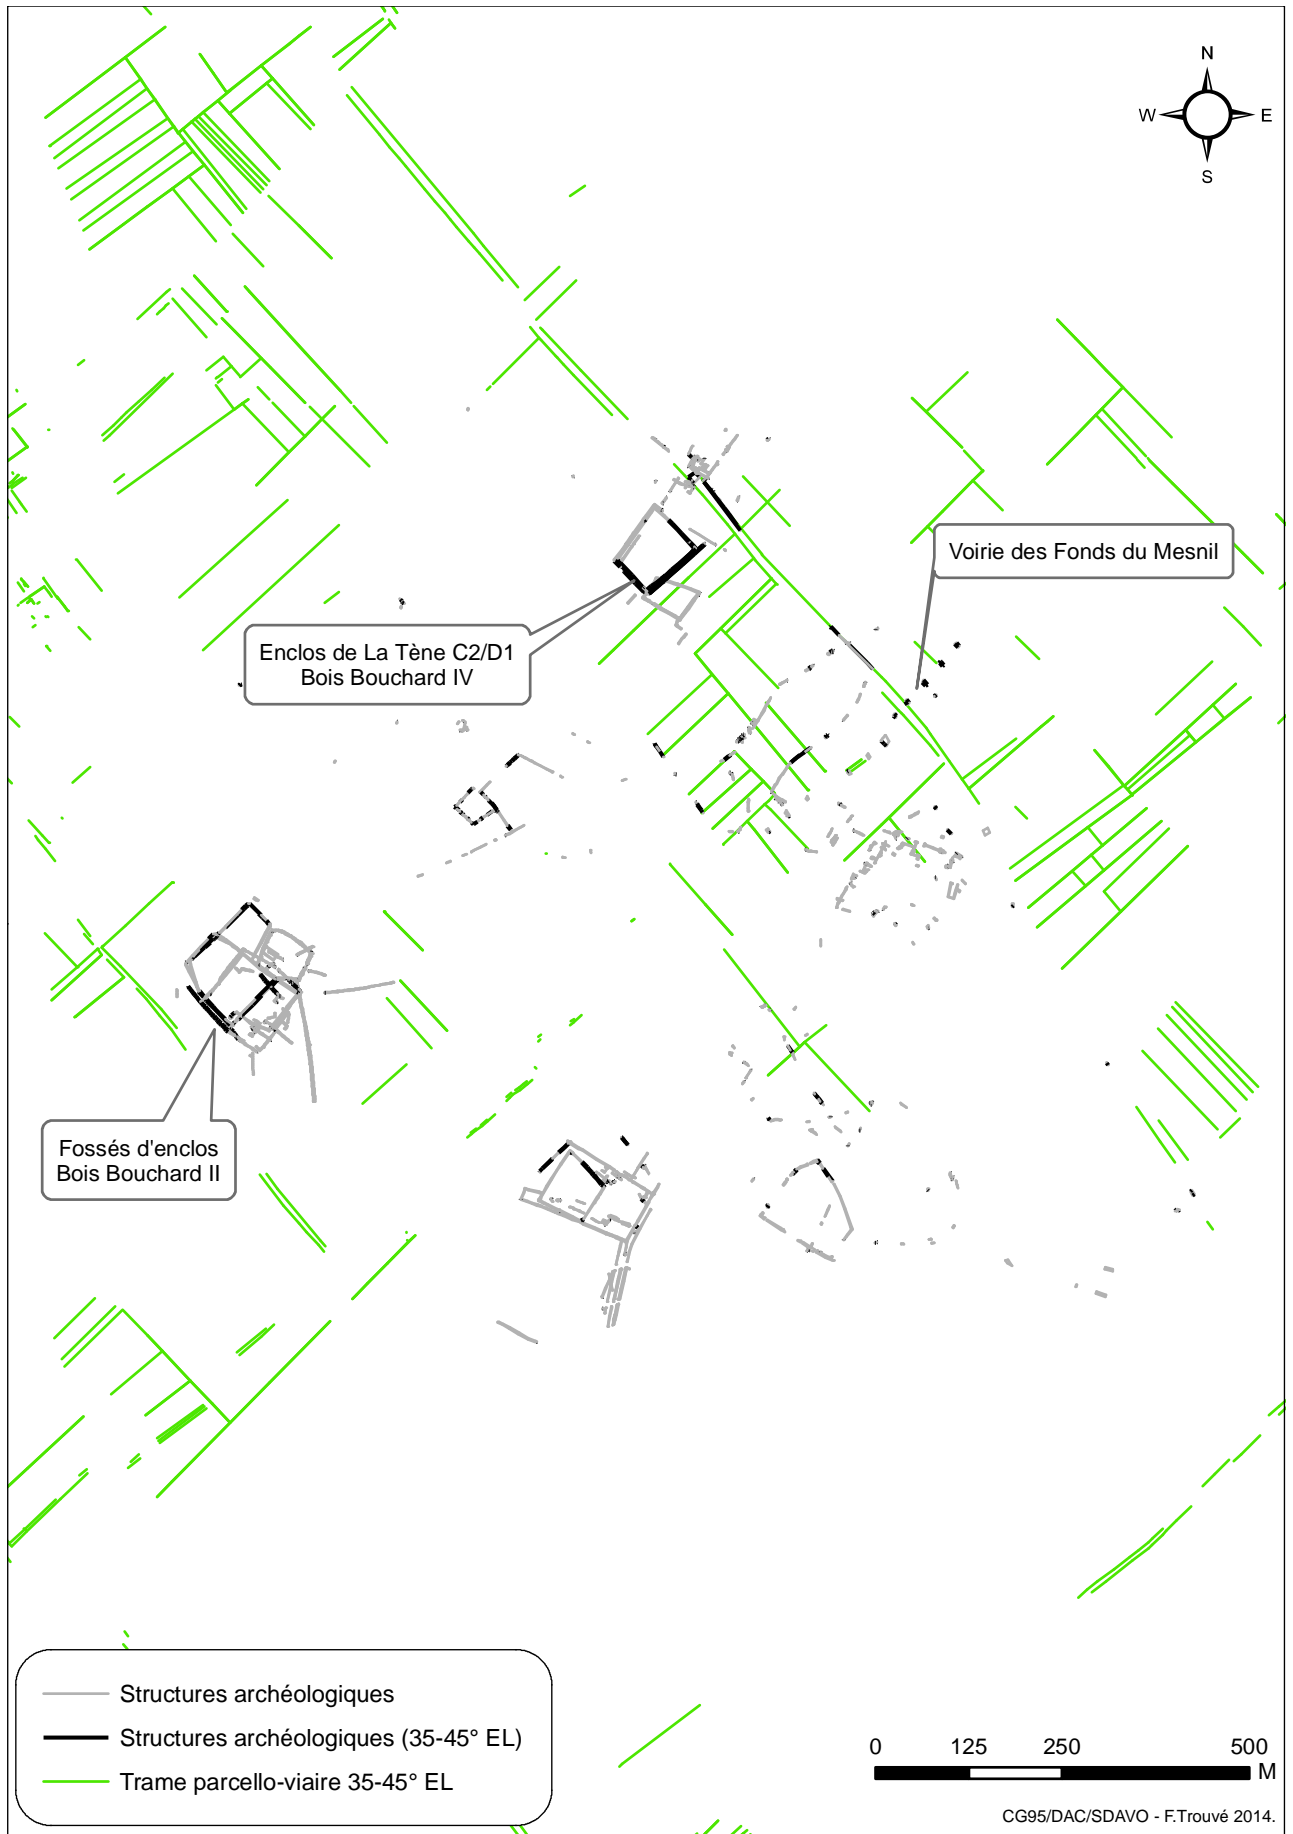 N
W E
S
Voirie des Fonds du Mesnil
Enclos de La Tène C2/D1
Bois Bouchard IV
Fossés d'enclos
Bois Bouchard II
Structures archéologiques
Structures archéologiques (35-45° EL)
Trame parcello-viaire 35-45° EL
0 125 250 500
M
CG95/DAC/SDAVO - F.Trouvé 2014.